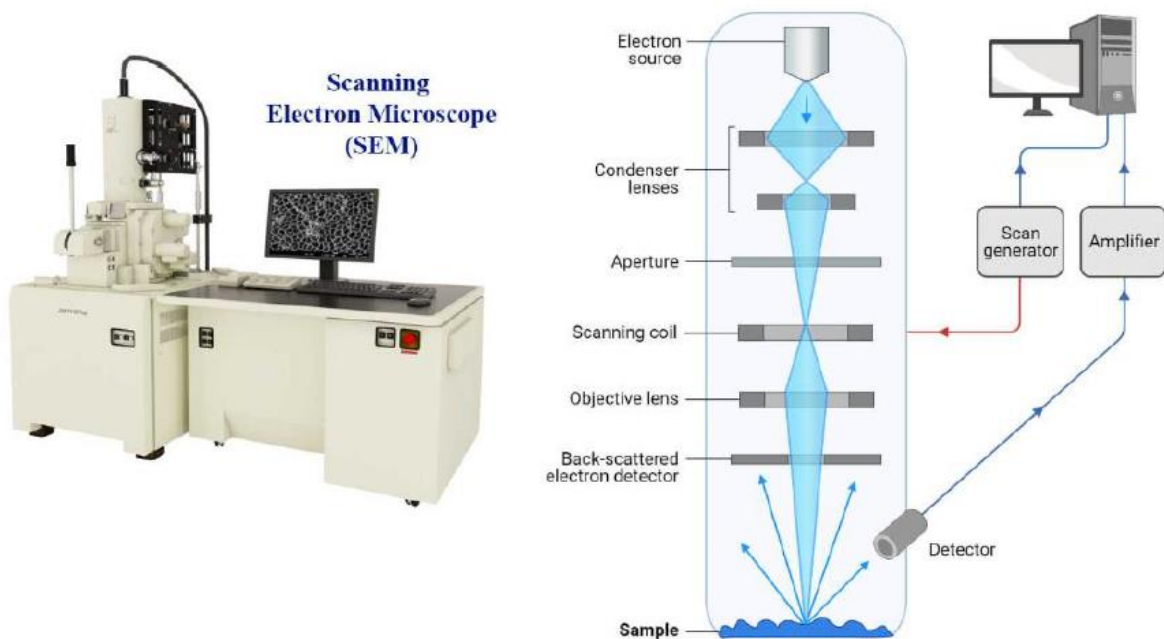 Scanning
Electron Microscope
(SEM)
Electron
source
Condenser
lenses
Aperture
Scanning coil
Objective lens
Back-scattered
electron detector
Sample
Scan
generator
Amplifier
Detector